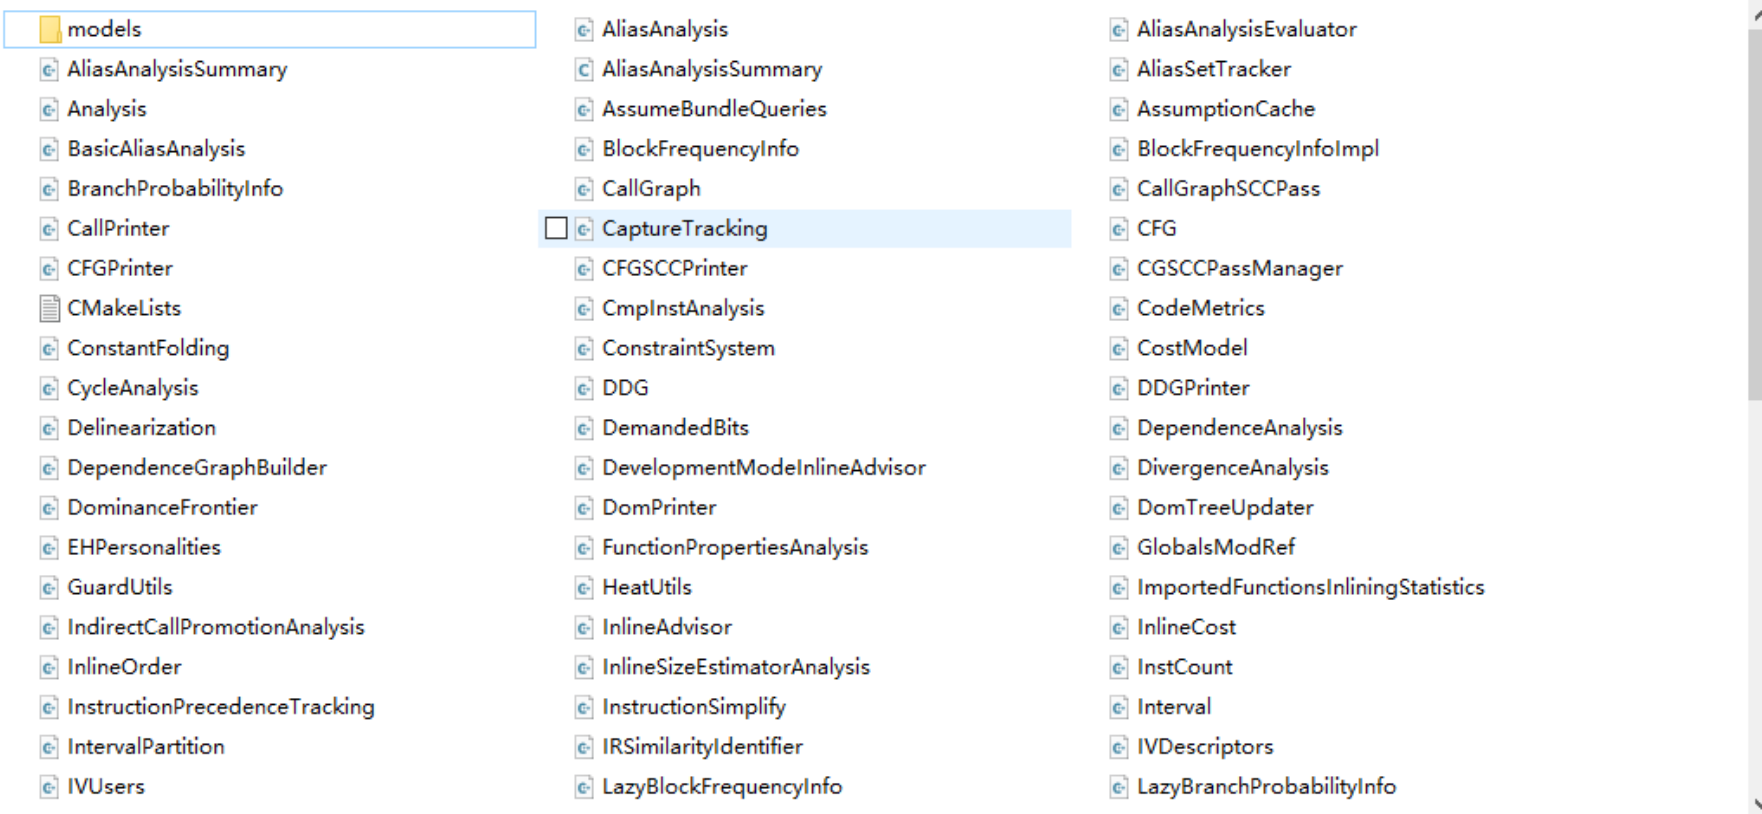 models AliasAnalysis AliasAnalysisEvaluator
AliasAnalysisSummary AliasAnalysisSummary AliasSetTracker
Analysis AssumeBundleQueries AssumptionCache
BasicAliasAnalysis BlockFrequencyInfo BlockFrequencyInfoImpl
BranchProbabilityInfo CallGraph CallGraphSCCPass
CallPrinter CaptureTracking CFG
CFGPrinter CFGSCCPrinter CGSCCPassManager
CMakeLists CmpInstAnalysis CodeMetrics
ConstantFolding ConstraintSystem CostModel
CycleAnalysis DDG DDGPrinter
Delinearization DemandedBits DependenceAnalysis
DependenceGraphBuilder DevelopmentModeInlineAdvisor DivergenceAnalysis
DominanceFrontier DomPrinter DomTreeUpdater
EHPersonalities FunctionPropertiesAnalysis GlobalsModRef
GuardUtils HeatUtils ImportedFunctionsInliningStatistics
IndirectCallPromotionAnalysis InlineAdvisor InlineCost
InlineOrder InlineSizeEstimatorAnalysis InstCount
InstructionPrecedenceTracking InstructionSimplify Interval
IntervalPartition IRSimilarityIdentifier IVDescriptors
IVUsers LazyBlockFrequencyInfo LazyBranchProbabilityInfo